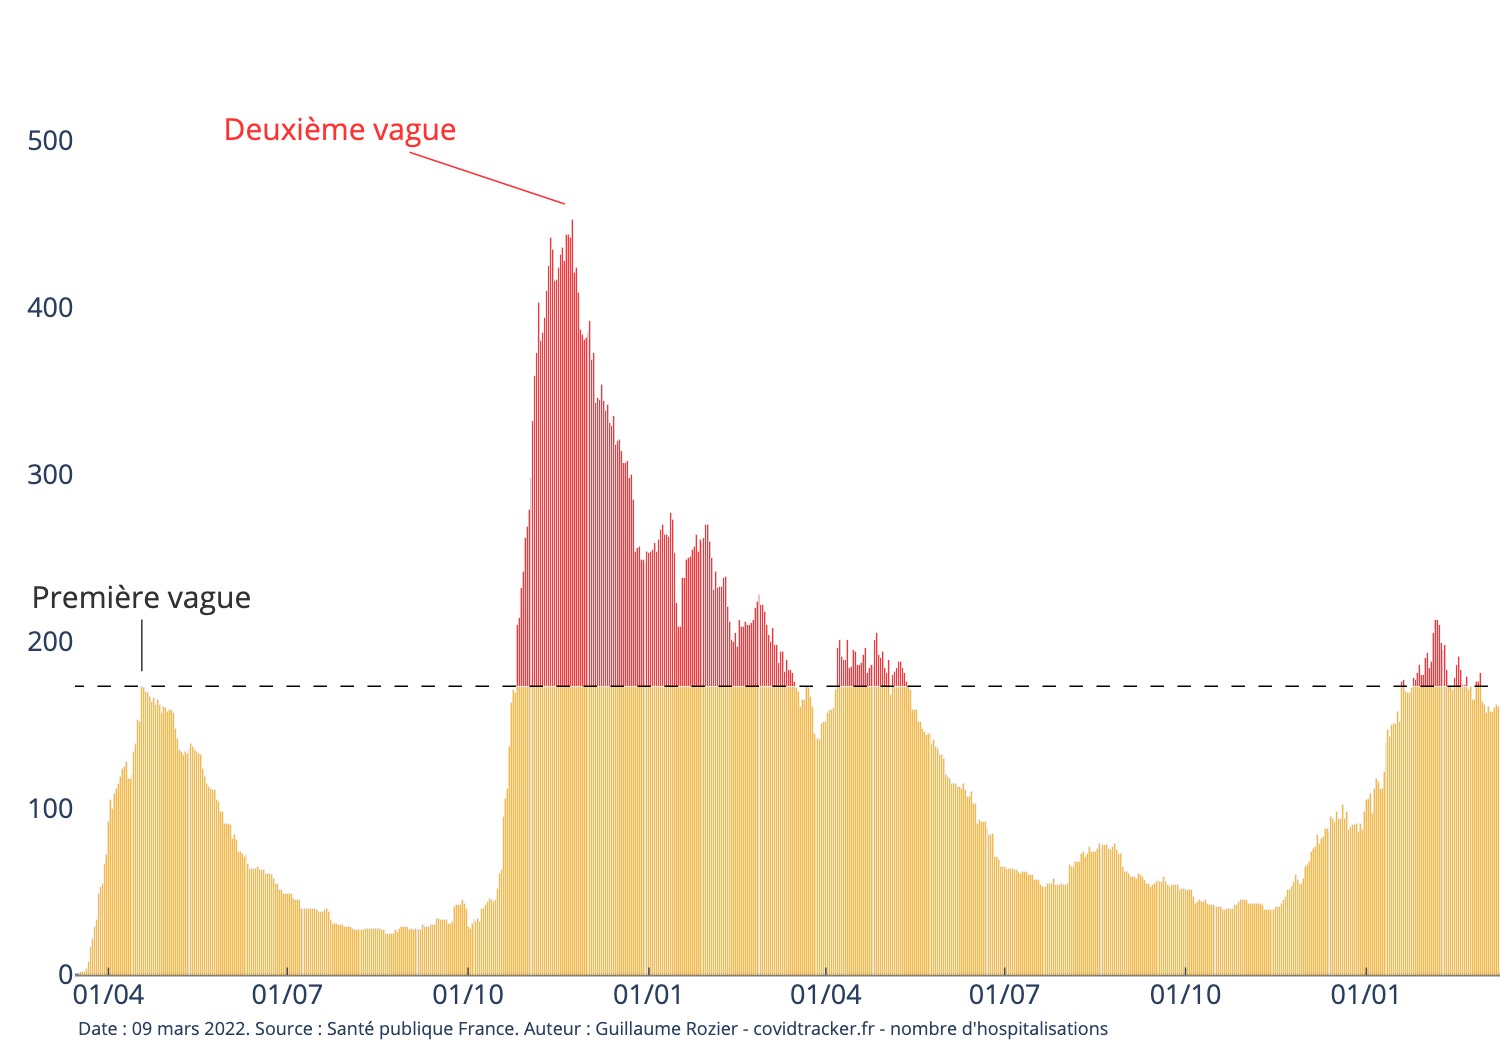 500
Deuxième vague
400
300
Première vague
200
100
0
01/04 01/07 01/10 01/01 01/04 01/07 01/10 01/01
Date : 09 mars 2022. Source : Santé publique France. Auteur : Guillaume Rozier - covidtracker.fr - nombre d'hospitalisations